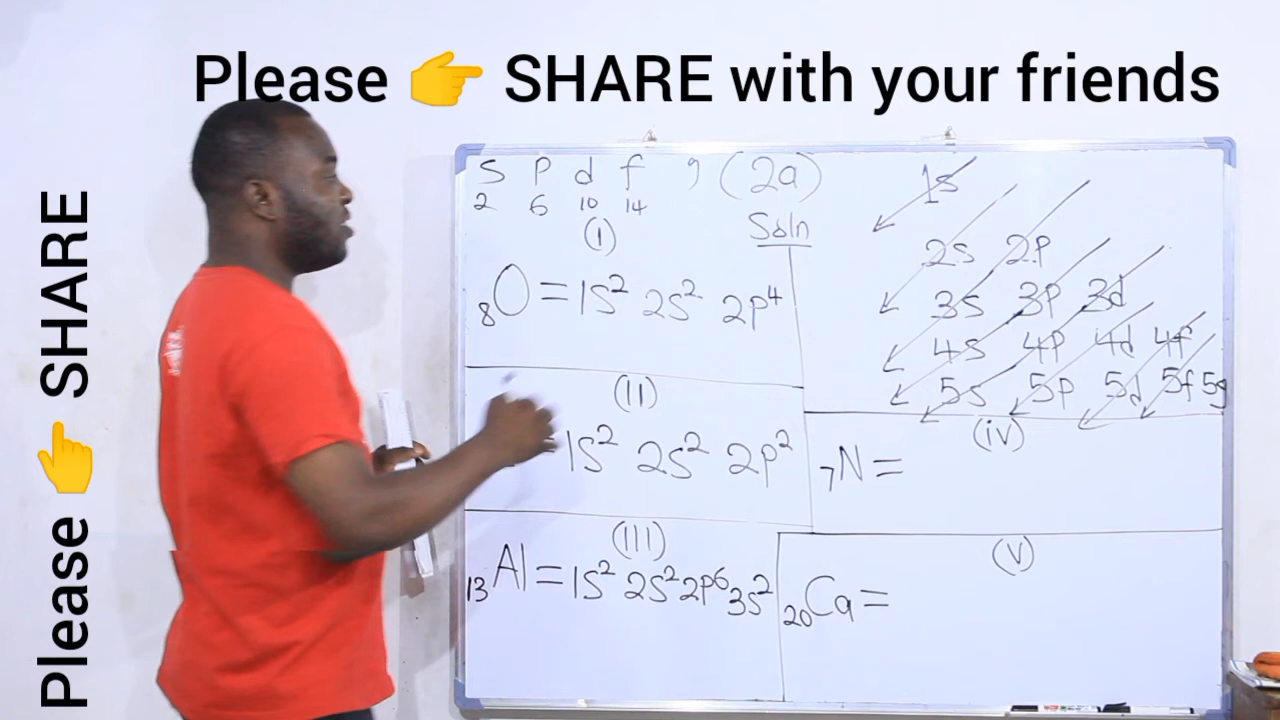 Please 👉 SHARE with your friends
Please 👉 SHARE
S P d f g (2a)
2 6 10 14
Soln
(I)
₈O = 1S² 2S² 2P⁴
(II)
1S² 2S² 2P²
(III)
₁₃Al = 1S² 2S² 2P⁶ 3S²
1S
2S 2P
3S 3P 3d
4S 4P 4d 4f
5S 5P 5d 5f 5g
(iv)
₇N =
(V)
₂₀Ca =